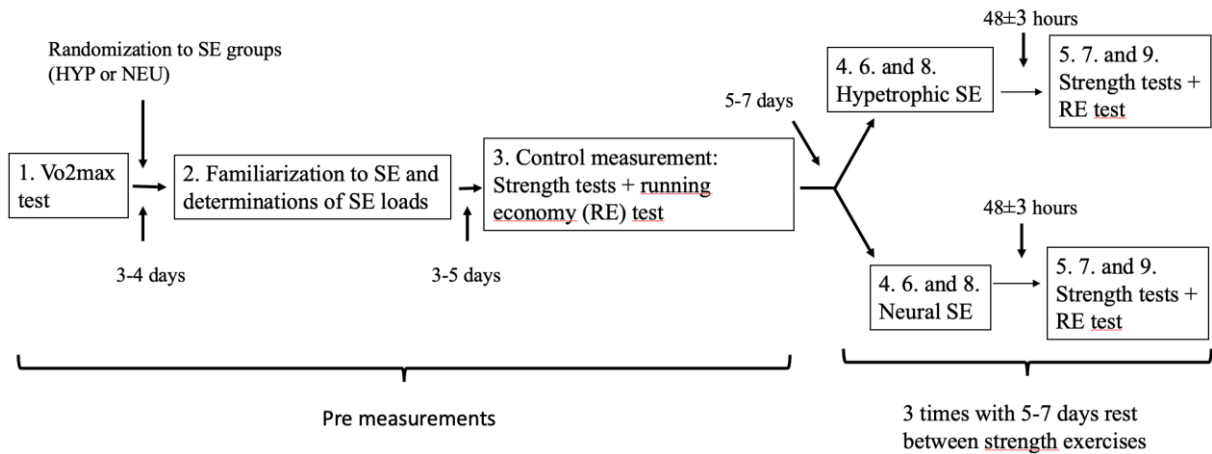 Randomization to SE groups
(HYP or NEU)
1. Vo2max
test
3-4 days
2. Familiarization to SE and
determinations of SE loads
3-5 days
3. Control measurement:
Strength tests + running
economy (RE) test
5-7 days
4. 6. and 8.
Hypetrophic SE
48±3 hours
5. 7. and 9.
Strength tests +
RE test
4. 6. and 8.
Neural SE
48±3 hours
5. 7. and 9.
Strength tests +
RE test
Pre measurements
3 times with 5-7 days rest
between strength exercises